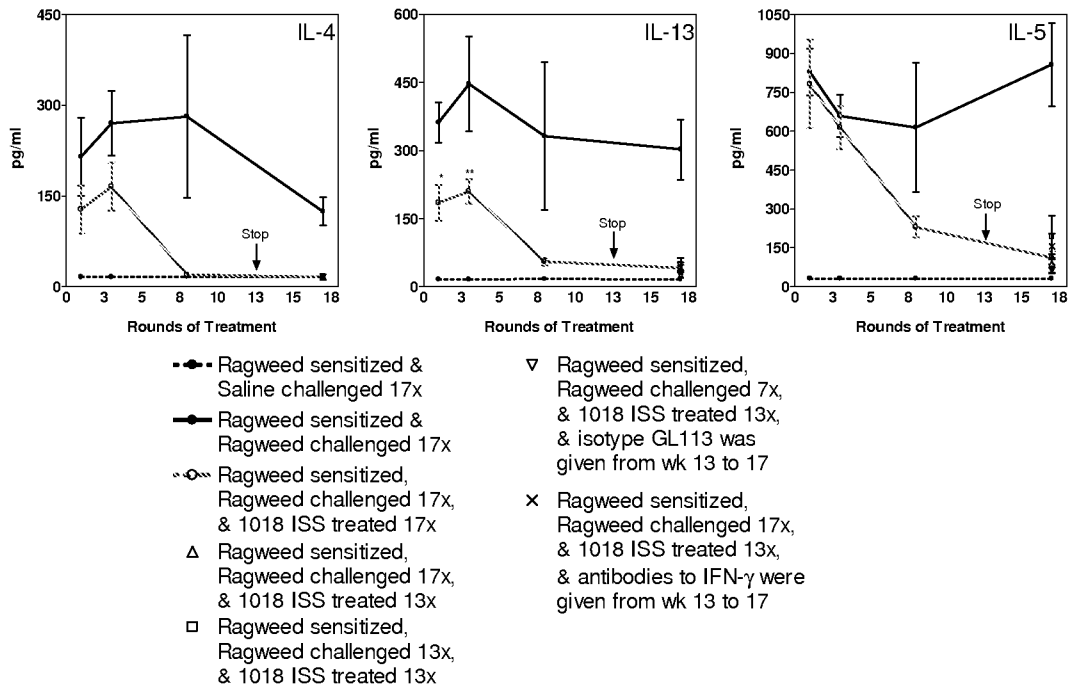 450
300
150
0
pg/ml
IL-4
Stop
0 3 5 8 10 13 15 18
Rounds of Treatment
600
450
300
150
0
pg/ml
IL-13
*
**
Stop
0 3 5 8 10 13 15 18
Rounds of Treatment
1050
900
750
600
450
300
150
0
pg/ml
IL-5
Stop
0 3 5 8 10 13 15 18
Rounds of Treatment
Ragweed sensitized &
Saline challenged 17x
Ragweed sensitized &
Ragweed challenged 17x
Ragweed sensitized,
Ragweed challenged 17x,
& 1018 ISS treated 17x
Ragweed sensitized,
Ragweed challenged 17x,
& 1018 ISS treated 13x
Ragweed sensitized,
Ragweed challenged 13x,
& 1018 ISS treated 13x
Ragweed sensitized,
Ragweed challenged 7x,
& 1018 ISS treated 13x,
& isotype GL113 was
given from wk 13 to 17
Ragweed sensitized,
Ragweed challenged 17x,
& 1018 ISS treated 13x,
& antibodies to IFN-γ were
given from wk 13 to 17